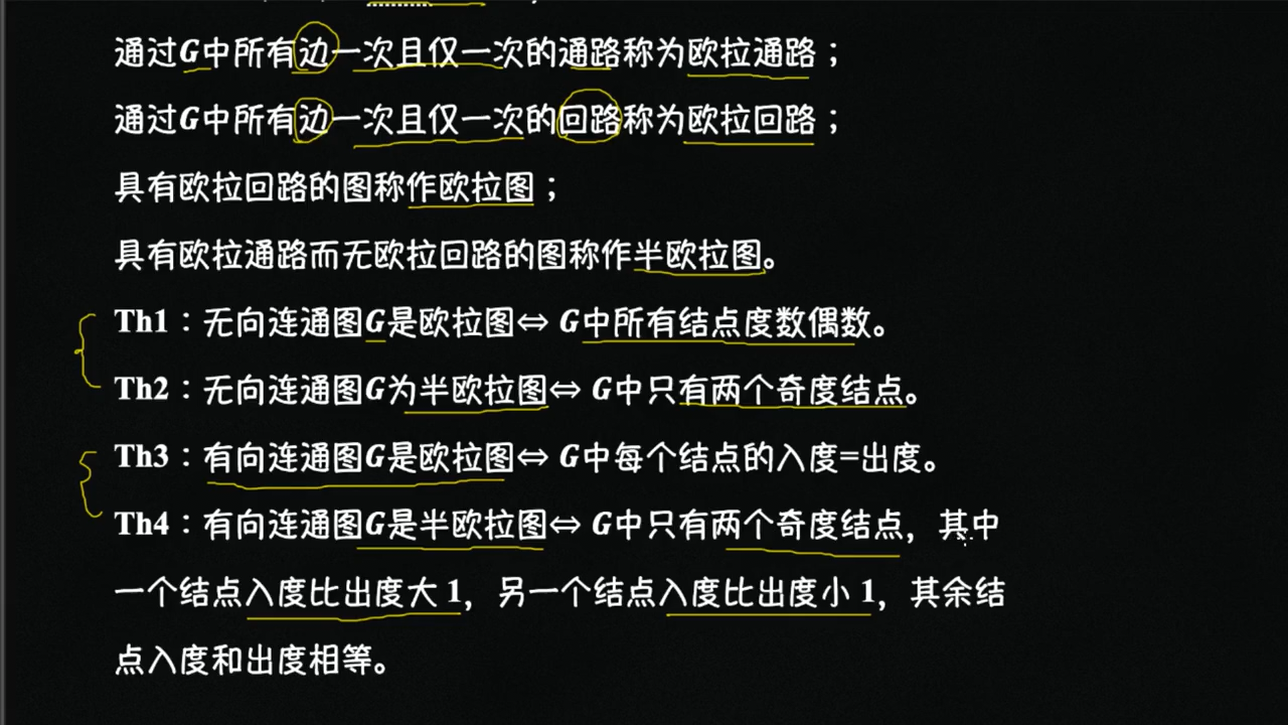 通过G中所有边一次且仅一次的通路称为欧拉通路；
通过G中所有边一次且仅一次的回路称为欧拉回路；
具有欧拉回路的图称作欧拉图；
具有欧拉通路而无欧拉回路的图称作半欧拉图。
Th1：无向连通图G是欧拉图⇔ G中所有结点度数偶数。
Th2：无向连通图G为半欧拉图⇔ G中只有两个奇度结点。
Th3：有向连通图G是欧拉图⇔ G中每个结点的入度=出度。
Th4：有向连通图G是半欧拉图⇔ G中只有两个奇度结点，其中
一个结点入度比出度大 1，另一个结点入度比出度小 1，其余结
点入度和出度相等。